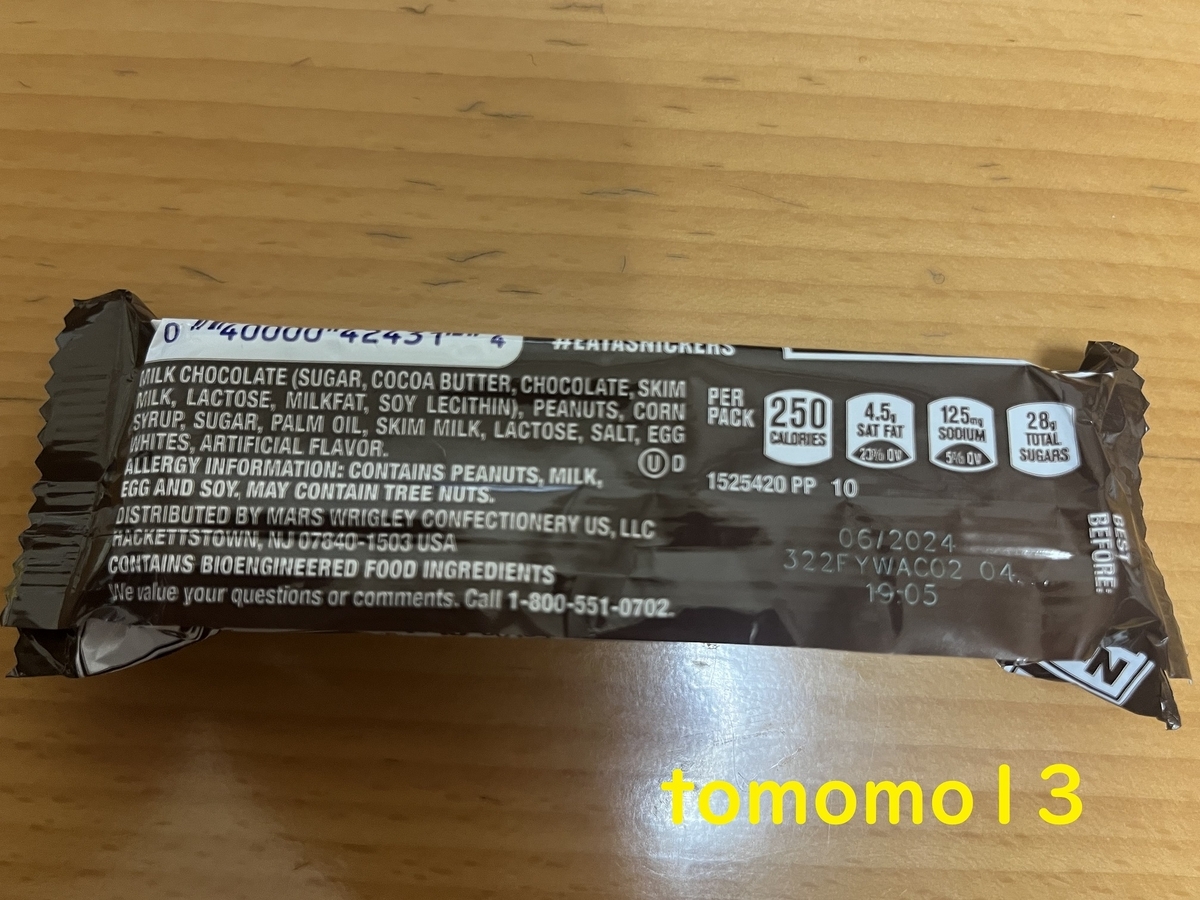 0 40000 42431 4
#EATASNICKERS
MILK CHOCOLATE (SUGAR, COCOA BUTTER, CHOCOLATE, SKIM
MILK, LACTOSE, MILKFAT, SOY LECITHIN), PEANUTS, CORN
SYRUP, SUGAR, PALM OIL, SKIM MILK, LACTOSE, SALT, EGG
WHITES, ARTIFICIAL FLAVOR.
U D
ALLERGY INFORMATION: CONTAINS PEANUTS, MILK,
EGG AND SOY. MAY CONTAIN TREE NUTS.
DISTRIBUTED BY MARS WRIGLEY CONFECTIONERY US, LLC
HACKETTSTOWN, NJ 07840-1503 USA
CONTAINS BIOENGINEERED FOOD INGREDIENTS
We value your questions or comments. Call 1-800-551-0702.
PER
PACK
250
CALORIES
4.5g
SAT FAT
23% DV
125mg
SODIUM
5% DV
28g
TOTAL
SUGARS
1525420 PP 10
BEST
BEFORE:
06/2024
322FYWAC02 04
19:05
N
tomomo13